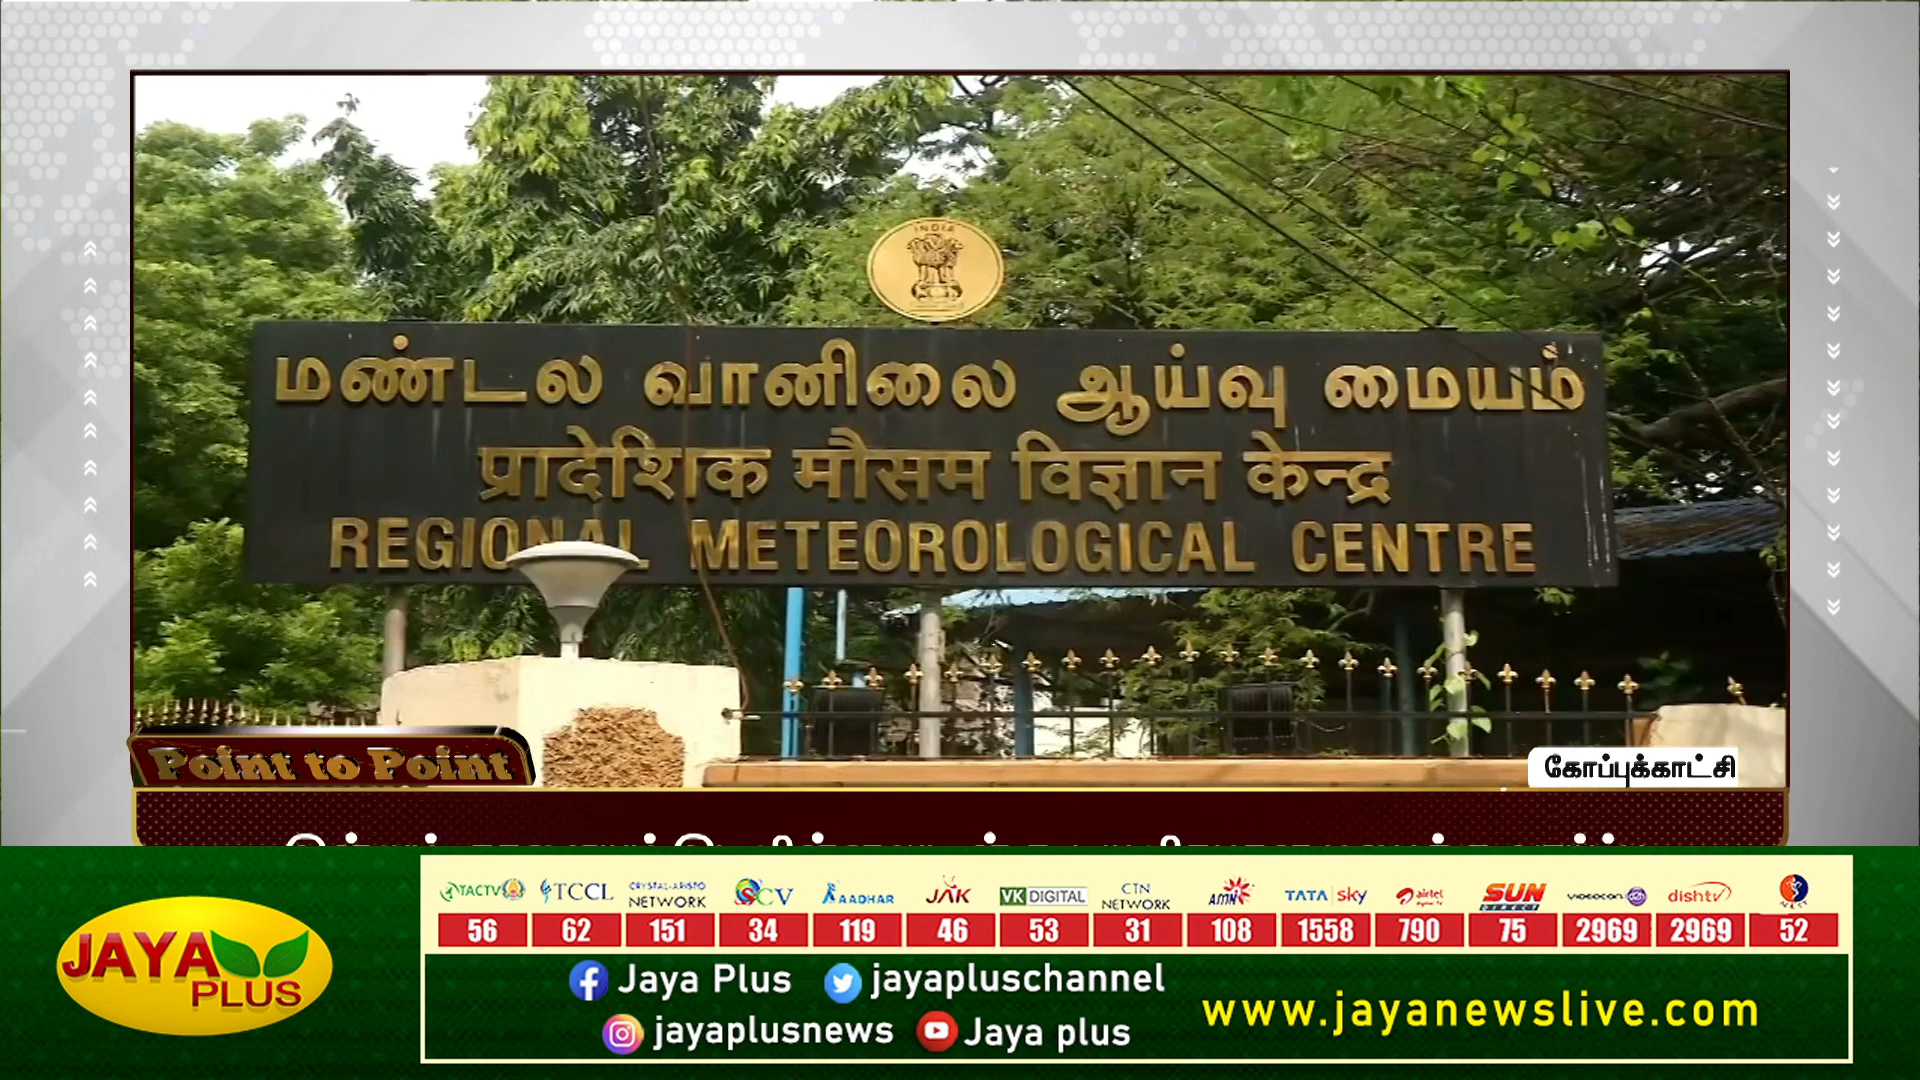 INDIA
மண்டல வானிலை ஆய்வு மையம்
प्रादेशिक मौसम विज्ञान केन्द्र
REGIONAL METEOROLOGICAL CENTRE
Point to Point
கோப்புக்காட்சி
JAYA PLUS
TACTV TCCL CRYSTAL-ARISTO NETWORK SCV AADHAR JAK VK DIGITAL CTN NETWORK AMN TATA sky airtel SUN DIRECT videocon dishtv
56 62 151 34 119 46 53 31 108 1558 790 75 2969 2969 52
Jaya Plus jayapluschannel
jayaplusnews Jaya plus
www.jayanewslive.com